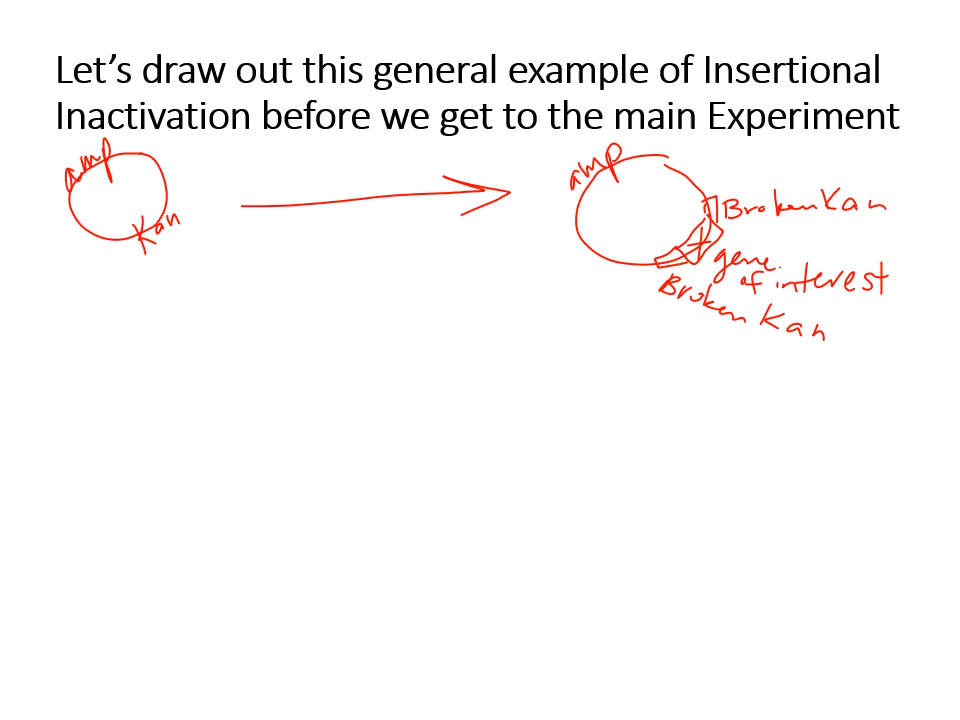 Let’s draw out this general example of Insertional
Inactivation before we get to the main Experiment
amp
Kan
amp
Broken Kan
gene
of interest
Broken Kan